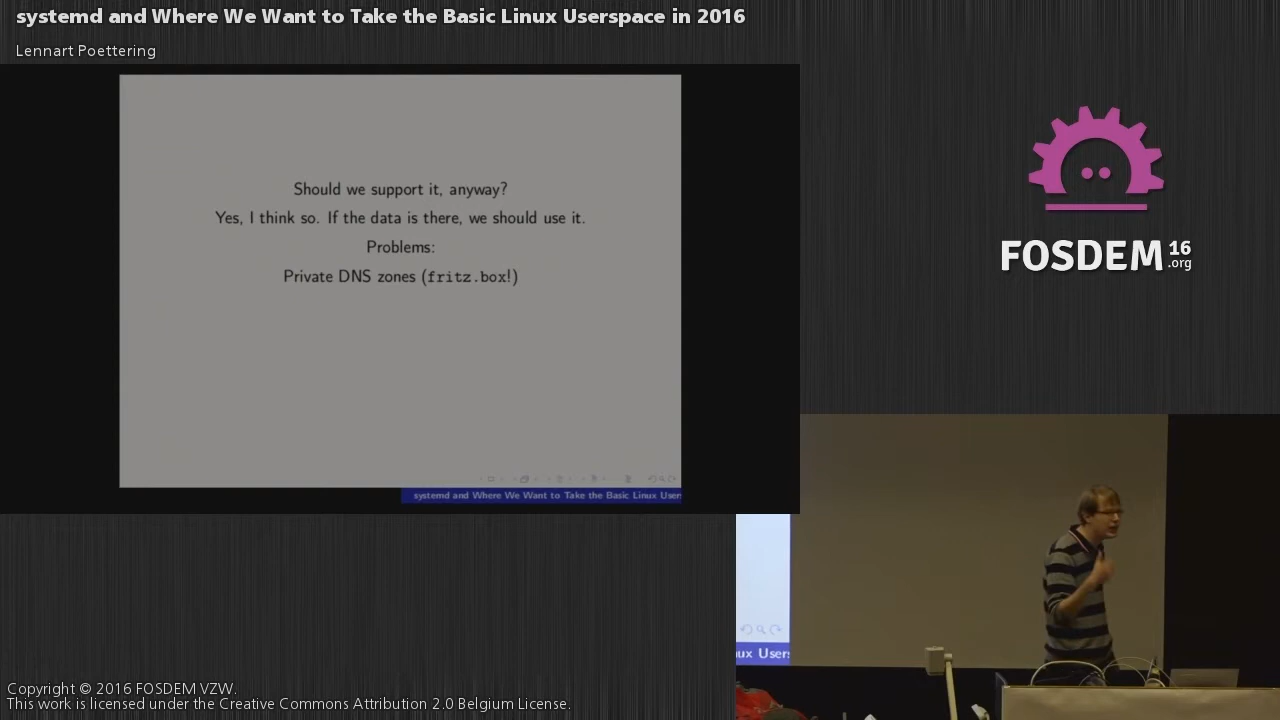 systemd and Where We Want to Take the Basic Linux Userspace in 2016
Lennart Poettering
Should we support it, anyway?
Yes, I think so. If the data is there, we should use it.
Problems:
Private DNS zones (fritz.box!)
systemd and Where We Want to Take the Basic Linux Users
FOSDEM 16
.org
nux Users
Copyright © 2016 FOSDEM VZW.
This work is licensed under the Creative Commons Attribution 2.0 Belgium License.